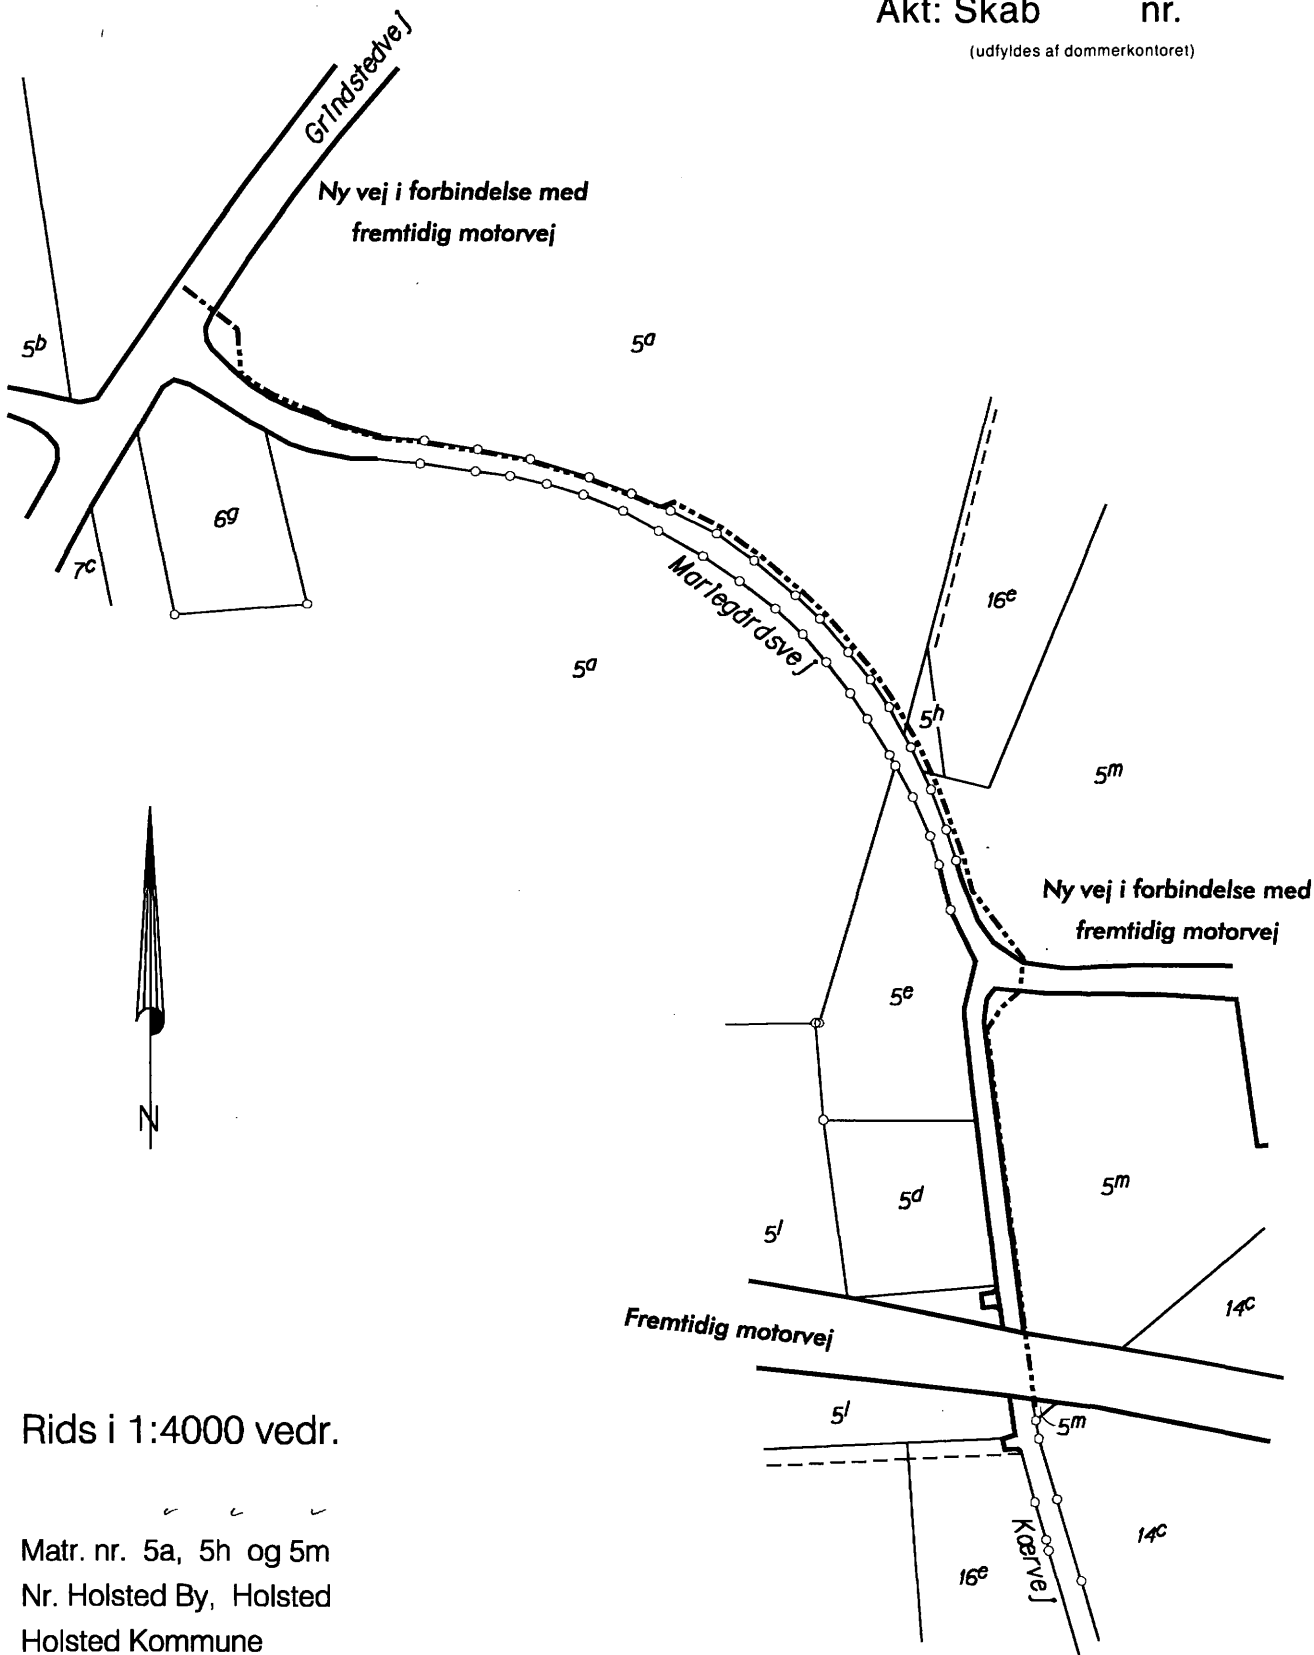 Akt: Skab nr.
(udfyldes af dommerkontoret)
Grindstedvej
Ny vej i forbindelse med
fremtidig motorvej
5b
5a
6g
7c
16e
Mariegårdsvej
5a
5h
5m
Ny vej i forbindelse med
fremtidig motorvej
5e
N
5d
5m
5l
14c
Fremtidig motorvej
5l
5m
Rids i 1:4000 vedr.
Kærvej
14c
16e
Matr. nr. 5a, 5h og 5m
Nr. Holsted By, Holsted
Holsted Kommune